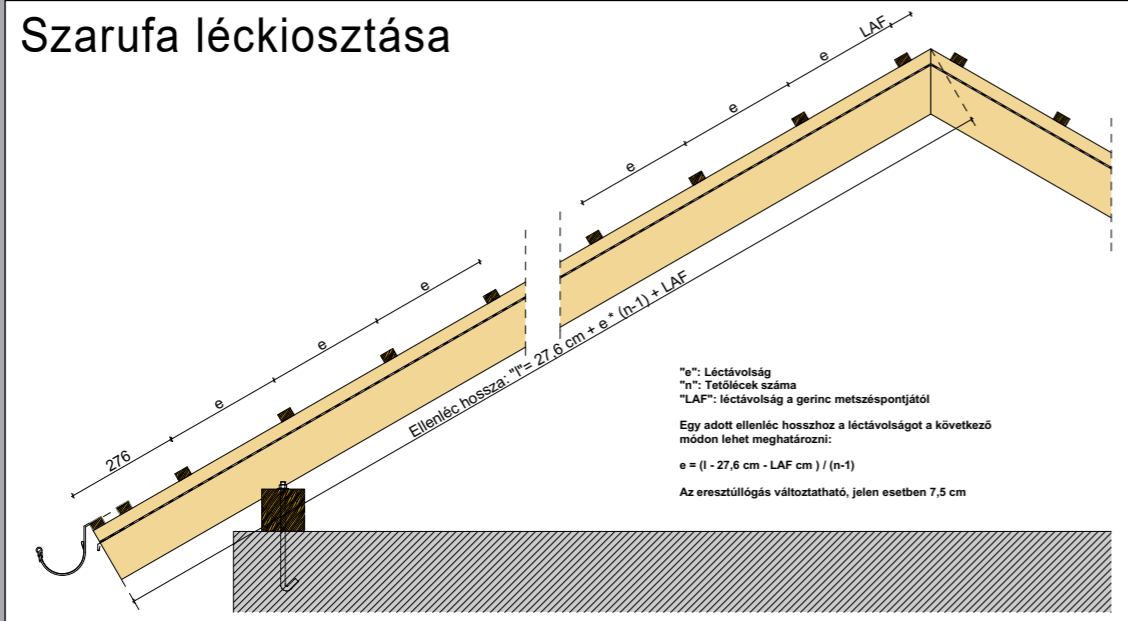 Szarufa léckiosztása
LAF
e
e
e
e
e
e
276
Ellenléc hossza: "l"= 27,6 cm + e * (n-1) + LAF
"e": Léctávolság
"n": Tetőlécek száma
"LAF": léctávolság a gerinc metszéspontjától
Egy adott ellenléc hosszhoz a léctávolságot a következő
módon lehet meghatározni:
e = (l - 27,6 cm - LAF cm ) / (n-1)
Az eresztúllógás változtatható, jelen esetben 7,5 cm